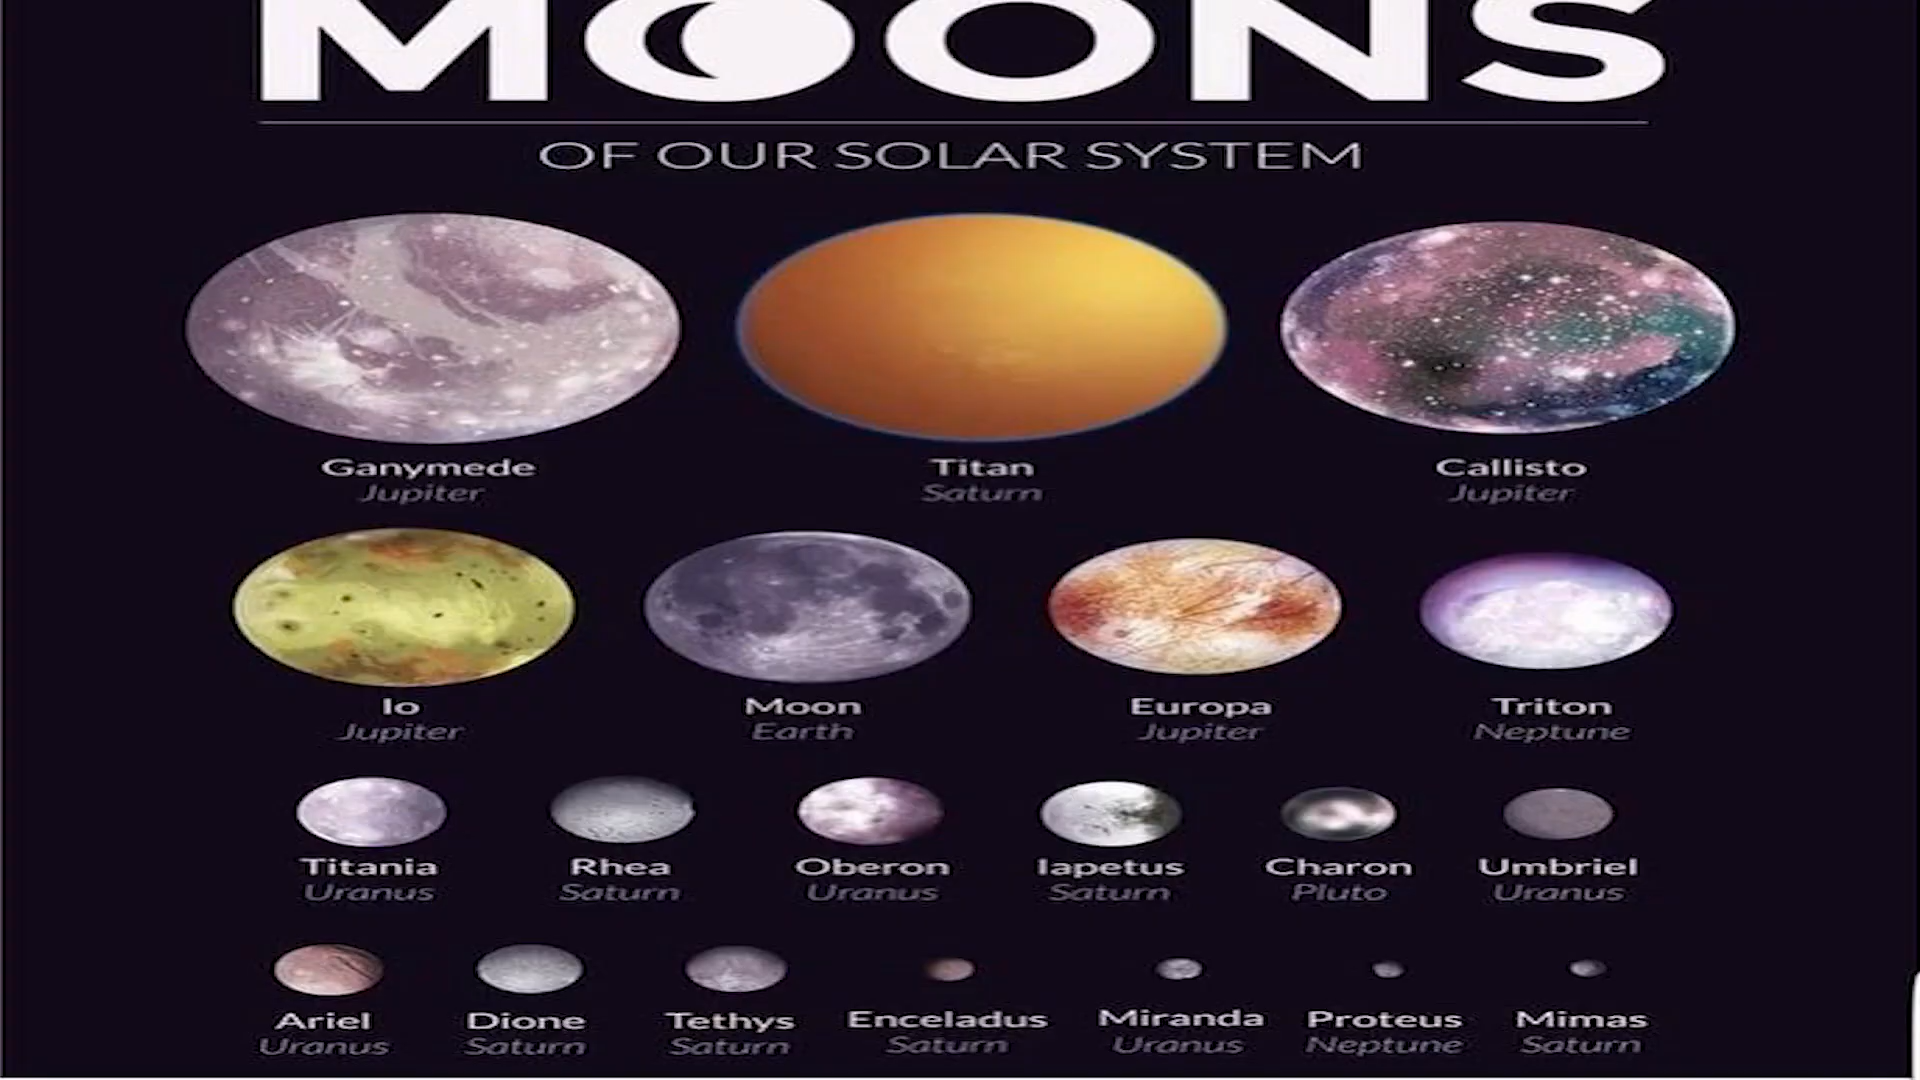 MOONS
OF OUR SOLAR SYSTEM
Ganymede Titan Callisto
Jupiter Saturn Jupiter
Io Moon Europa Triton
Jupiter Earth Jupiter Neptune
Titania Rhea Oberon Iapetus Charon Umbriel
Uranus Saturn Uranus Saturn Pluto Uranus
Ariel Dione Tethys Enceladus Miranda Proteus Mimas
Uranus Saturn Saturn Saturn Uranus Neptune Saturn